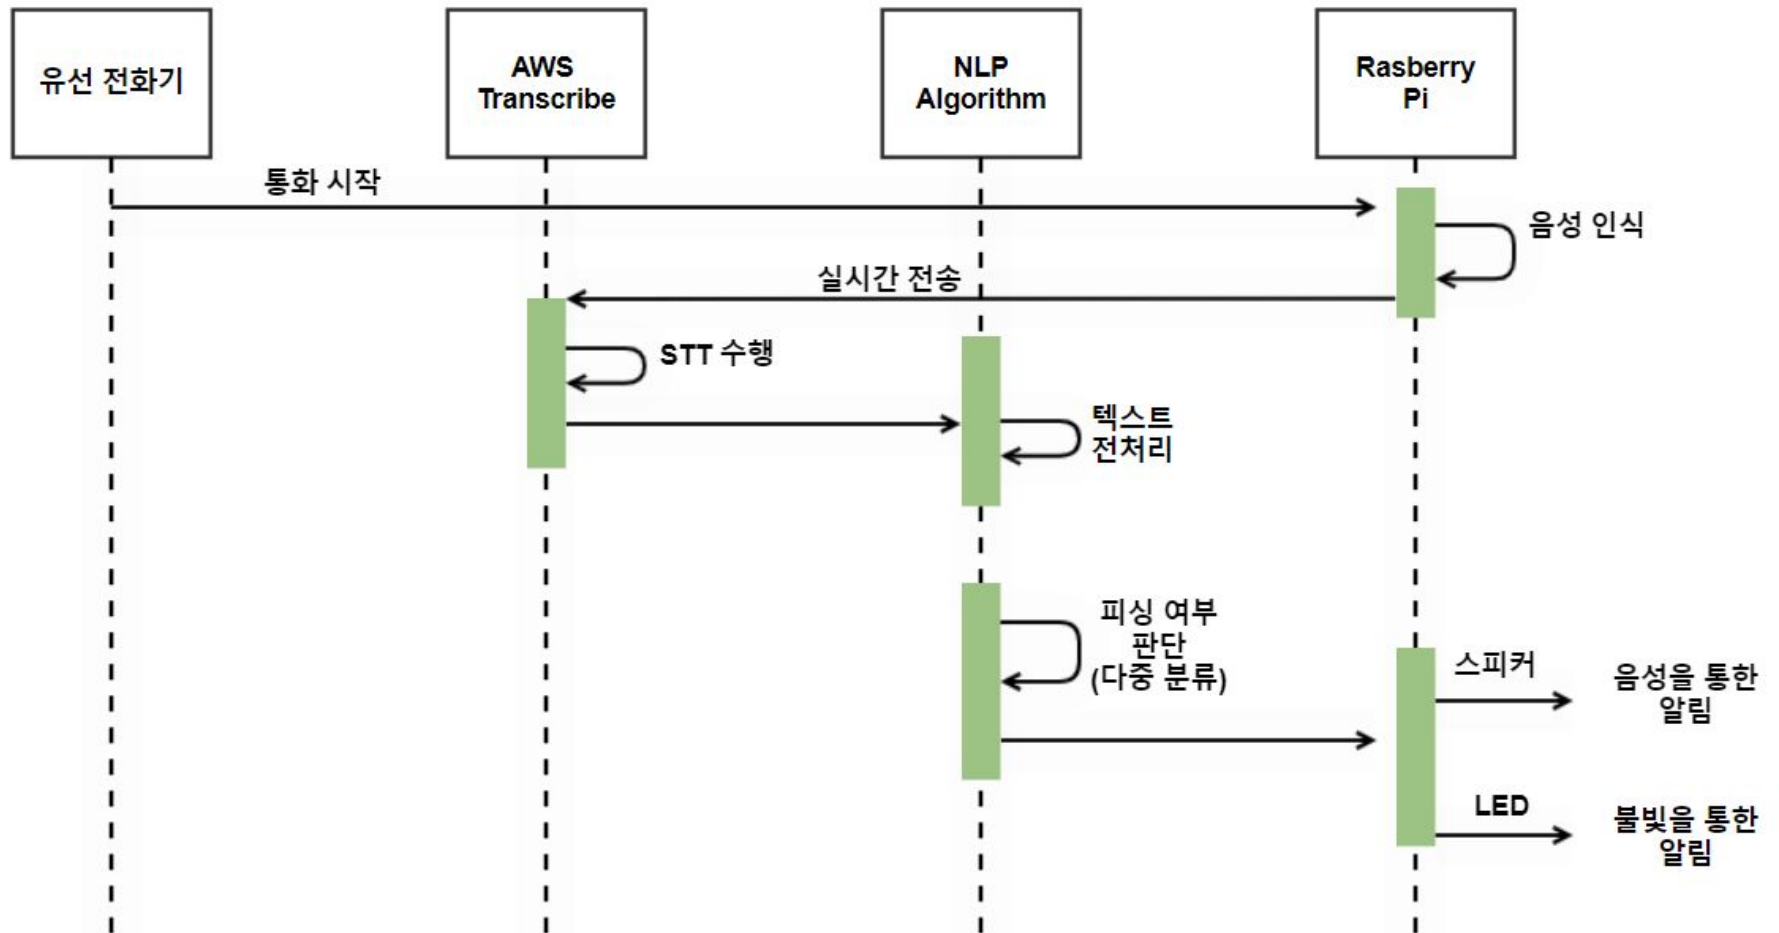 유선 전화기
AWS
Transcribe
NLP
Algorithm
Rasberry
Pi
통화 시작
음성 인식
실시간 전송
STT 수행
텍스트
전처리
피싱 여부
판단
(다중 분류)
스피커
음성을 통한
알림
LED
불빛을 통한
알림